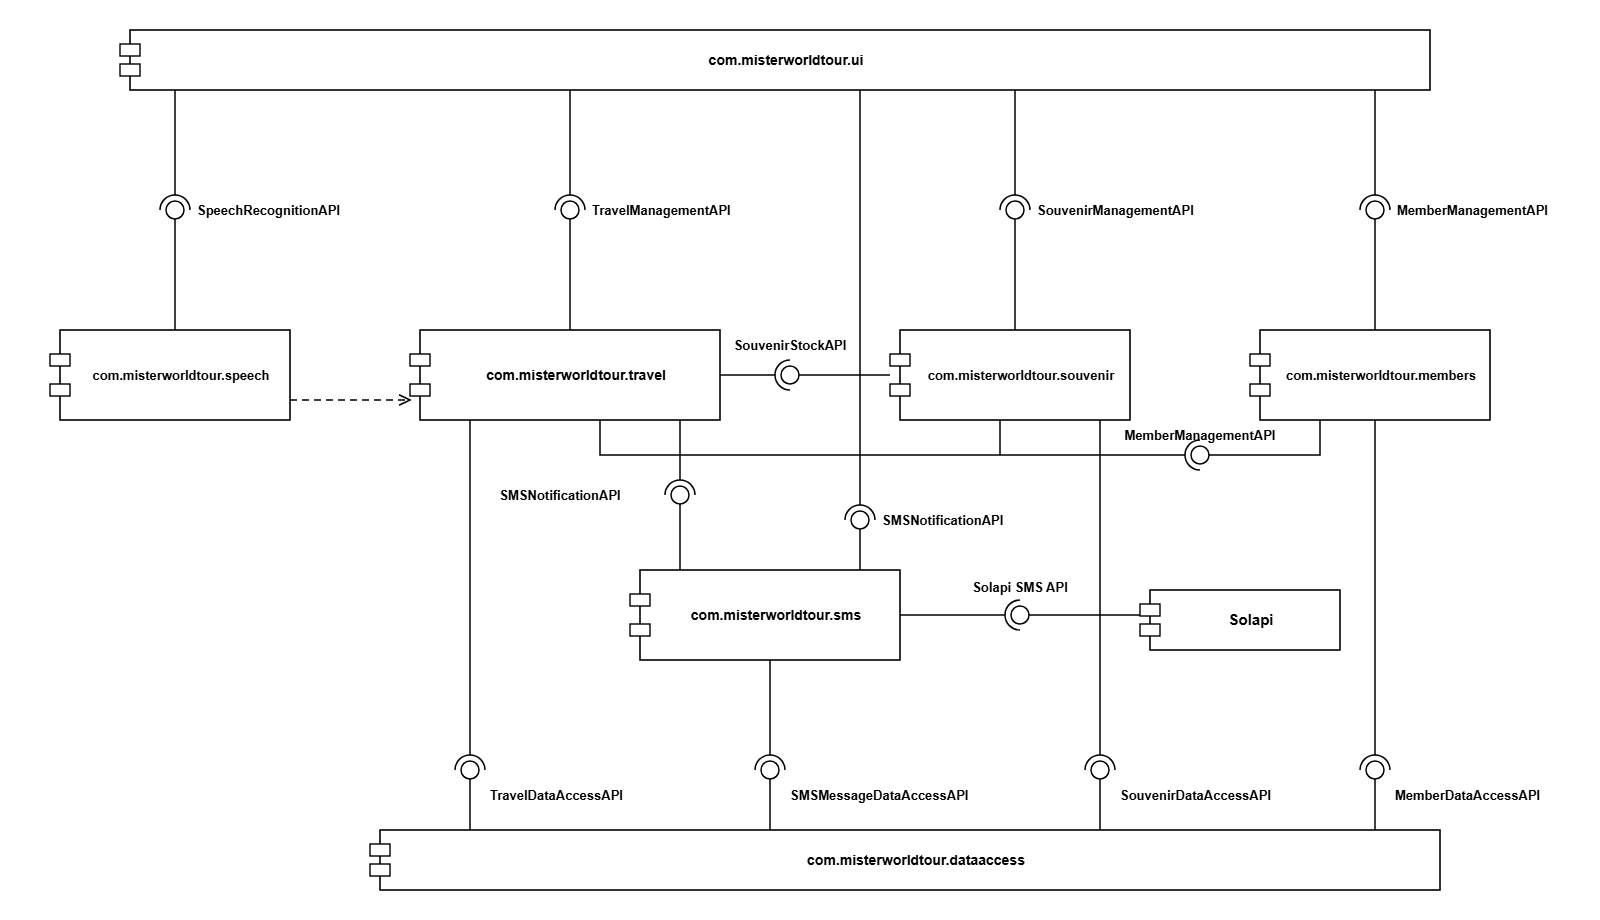 com.misterworldtour.ui
SpeechRecognitionAPI
TravelManagementAPI
SouvenirManagementAPI
MemberManagementAPI
SouvenirStockAPI
com.misterworldtour.speech
com.misterworldtour.travel
com.misterworldtour.souvenir
com.misterworldtour.members
MemberManagementAPI
SMSNotificationAPI
SMSNotificationAPI
Solapi SMS API
com.misterworldtour.sms
Solapi
TravelDataAccessAPI
SMSMessageDataAccessAPI
SouvenirDataAccessAPI
MemberDataAccessAPI
com.misterworldtour.dataaccess